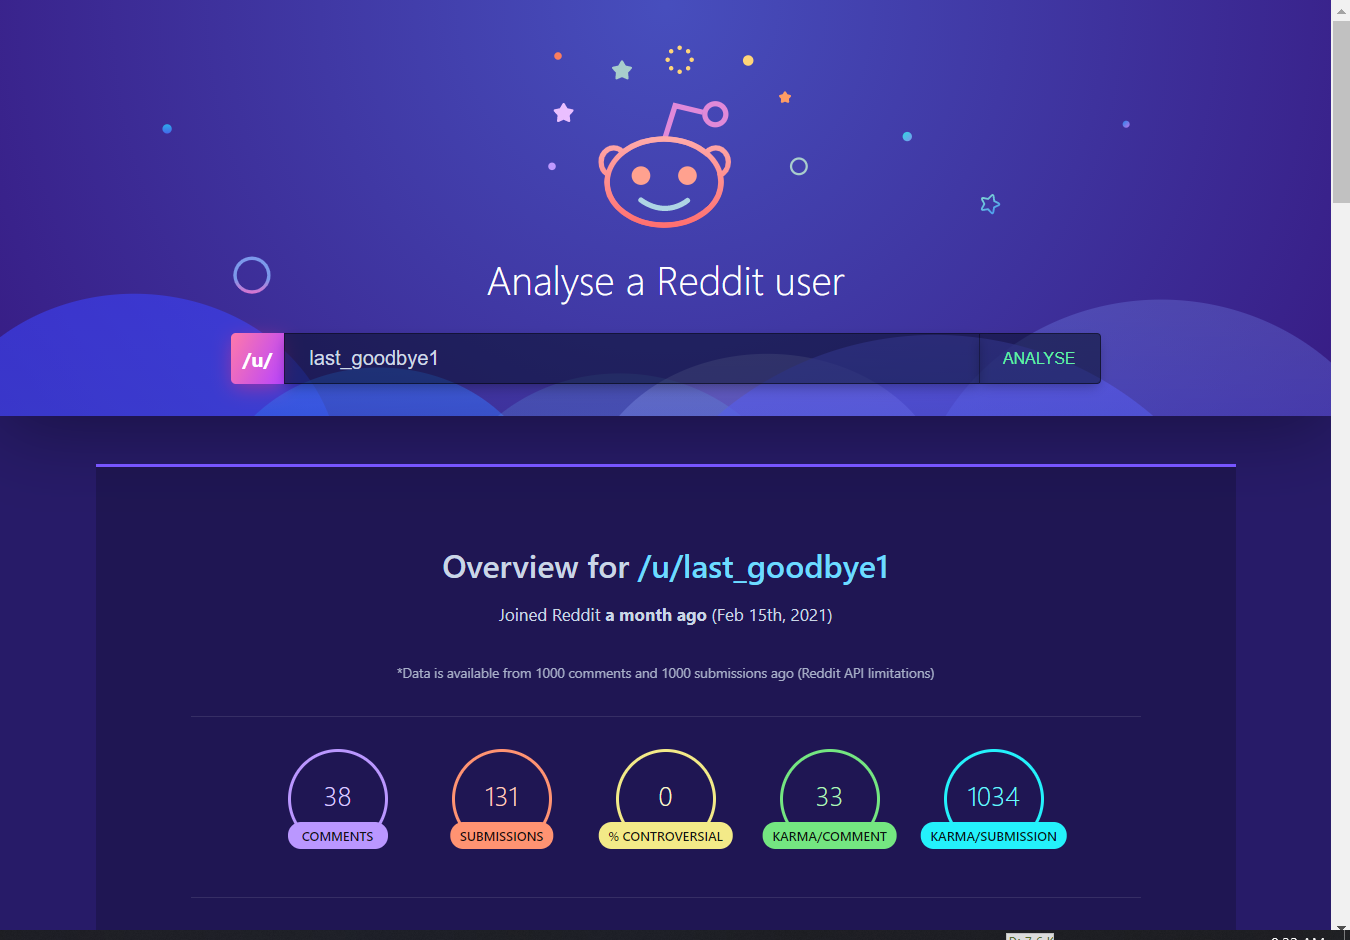 Analyse a Reddit user
/u/ last_goodbye1 ANALYSE
Overview for /u/last_goodbye1
Joined Reddit a month ago (Feb 15th, 2021)
*Data is available from 1000 comments and 1000 submissions ago (Reddit API limitations)
38 131 0 33 1034
COMMENTS SUBMISSIONS % CONTROVERSIAL KARMA/COMMENT KARMA/SUBMISSION